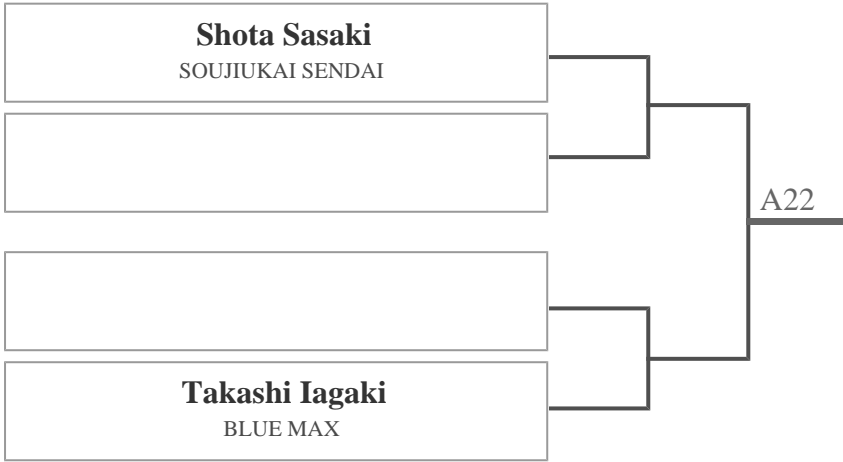 Shota Sasaki
SOUJIUKAI SENDAI
A22
Takashi Iagaki
BLUE MAX